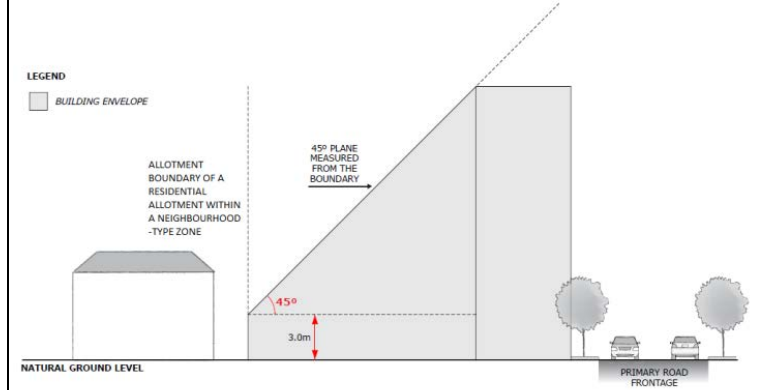 LEGEND
BUILDING ENVELOPE
ALLOTMENT
BOUNDARY OF A
RESIDENTIAL
ALLOTMENT WITHIN
A NEIGHBOURHOOD
-TYPE ZONE
45º PLANE
MEASURED
FROM THE
BOUNDARY
45º
3.0m
NATURAL GROUND LEVEL
PRIMARY ROAD
FRONTAGE